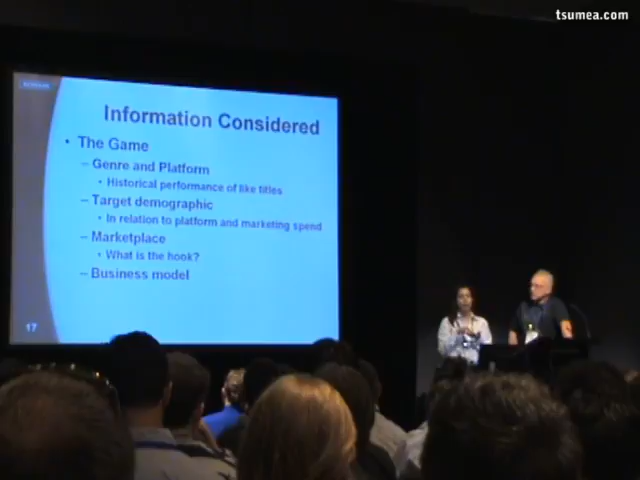 tsumea.com
Information Considered
• The Game
– Genre and Platform
• Historical performance of like titles
– Target demographic
• In relation to platform and marketing spend
– Marketplace
• What is the hook?
– Business model
17